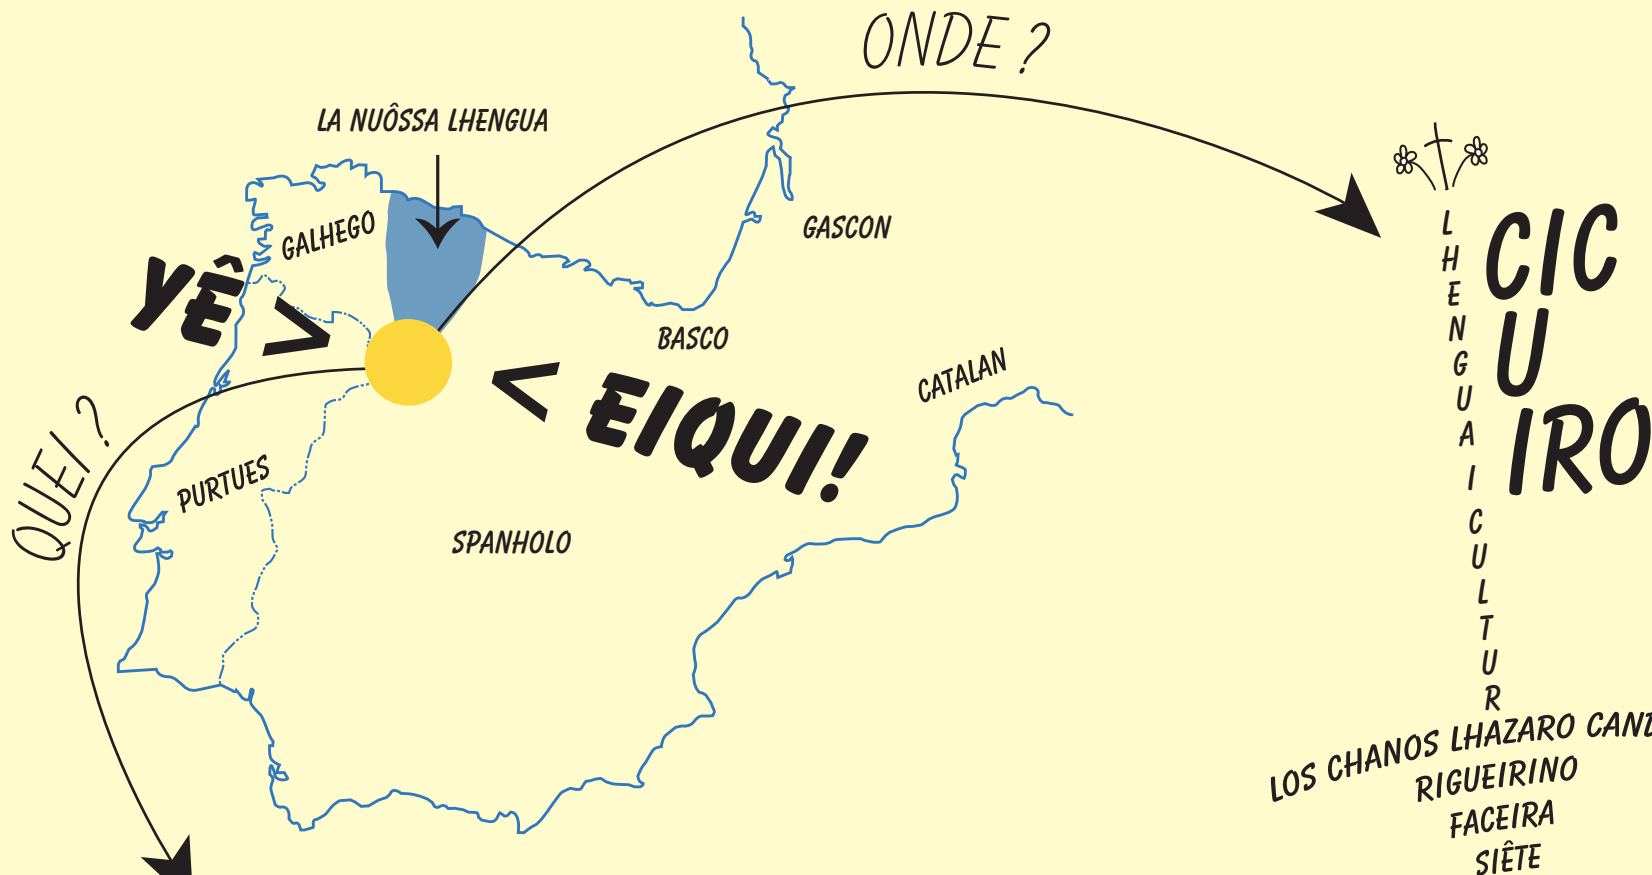 ONDE ?
LA NUÔSSA LHENGUA
GALHEGO
GASCON
YÊ >
BASCO
< EIQUI!
CATALAN
QUEI ?
PURTUES
SPANHOLO
LHENGUA I CULTUR
CIC
U
IRO
LOS CHANOS LHAZARO
RIGUEIRINO
FACEIRA
SIÊTE